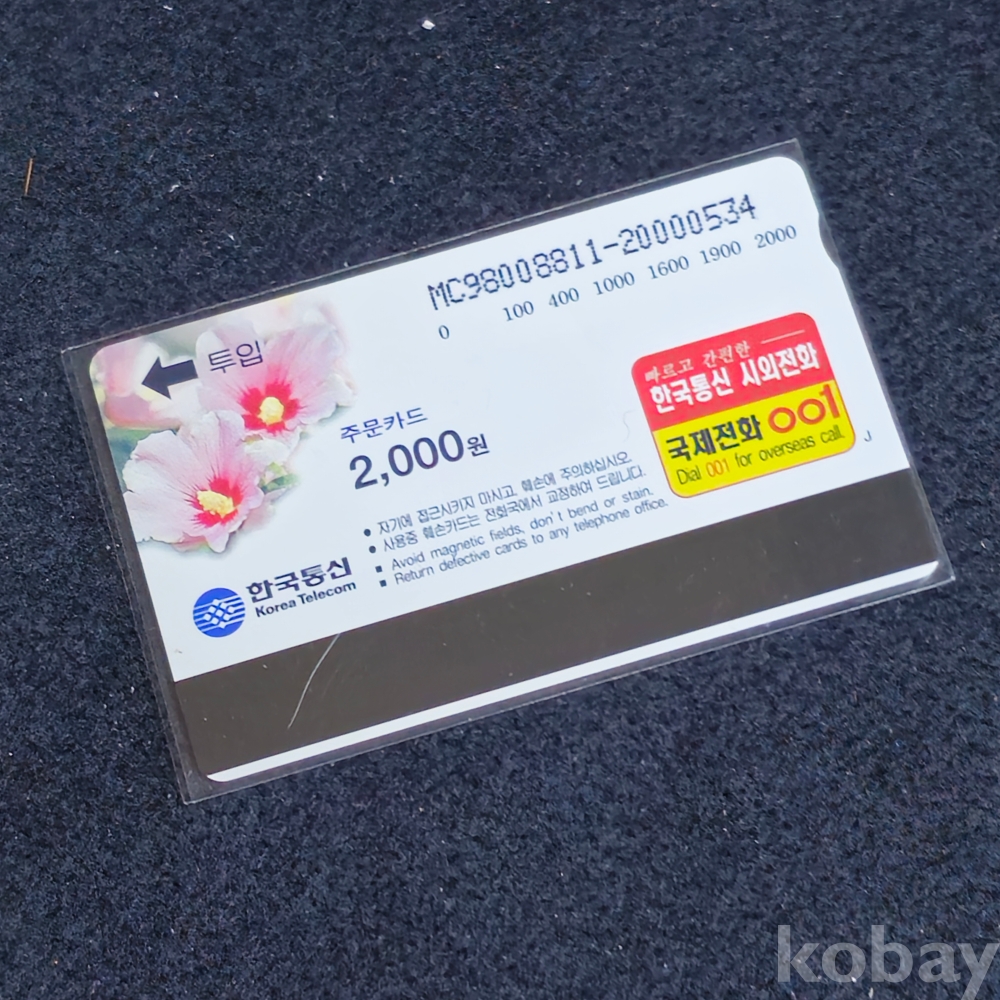 MC98008811-20000534
0 100 400 1000 1600 1900 2000
투입
빠르고 간편한
한국통신 시외전화
국제전화 001
Dial 001 for overseas call.
J
주문카드
2,000원
• 자기에 접근시키지 마시고, 훼손에 주의하십시오.
• 사용중 훼손카드는 전화국에서 교정하여 드립니다.
▪ Avoid magnetic fields, don't bend or stain.
▪ Return defective cards to any telephone office.
한국통신
Korea Telecom
kobay